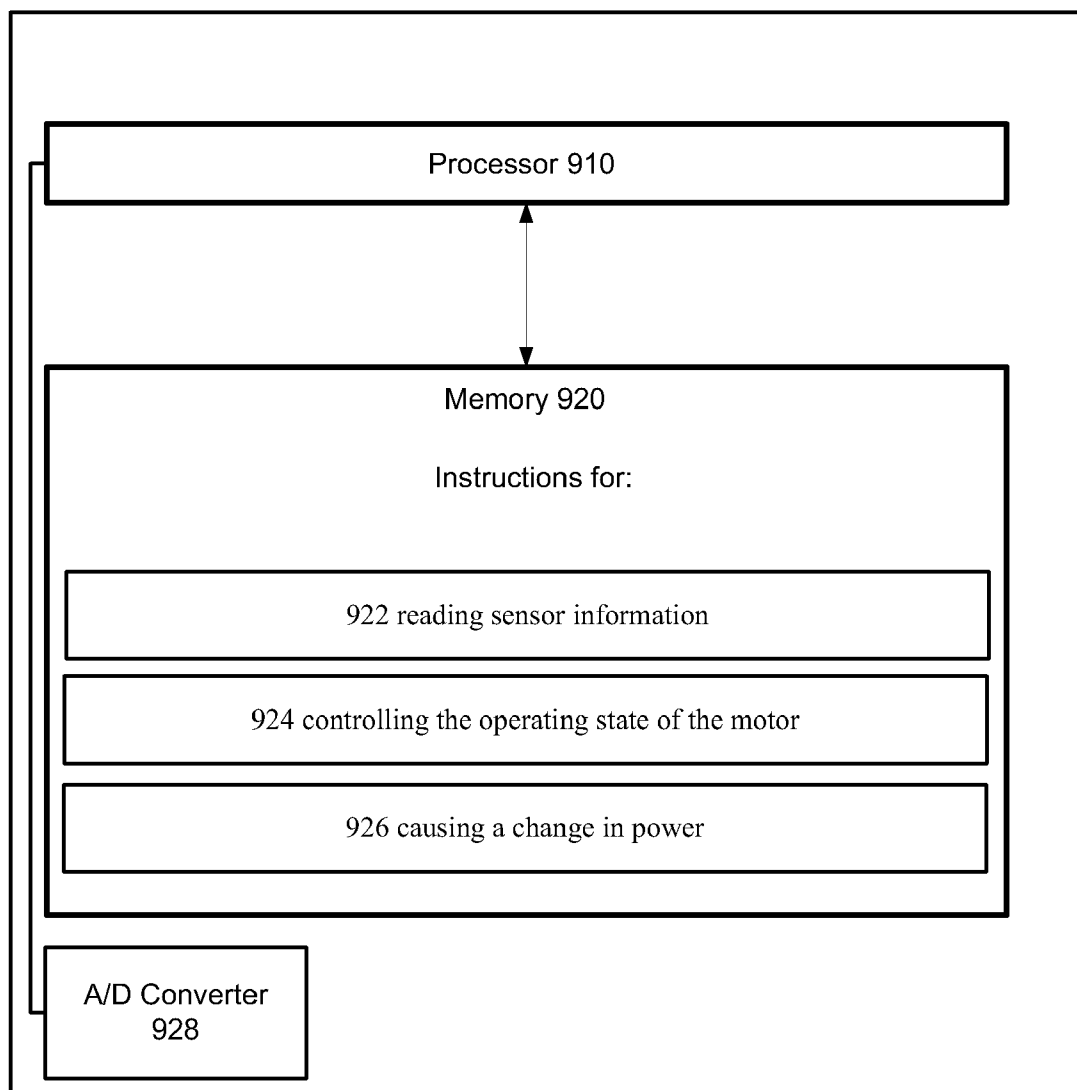 Processor 910
Memory 920
Instructions for:
922 reading sensor information
924 controlling the operating state of the motor
926 causing a change in power
A/D Converter
928